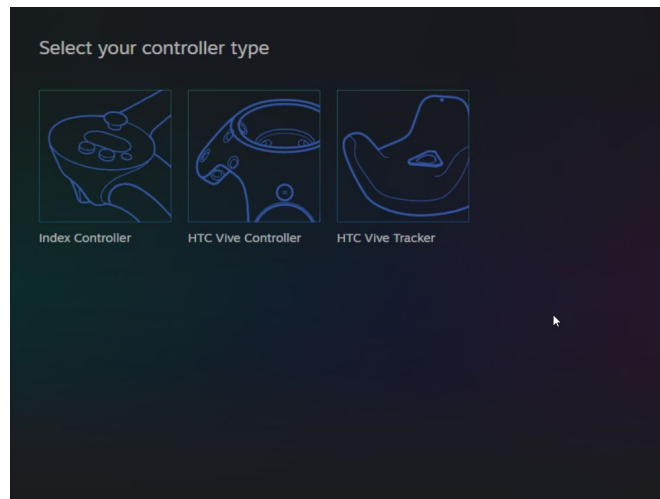 Select your controller type
Index Controller
HTC Vive Controller
HTC Vive Tracker